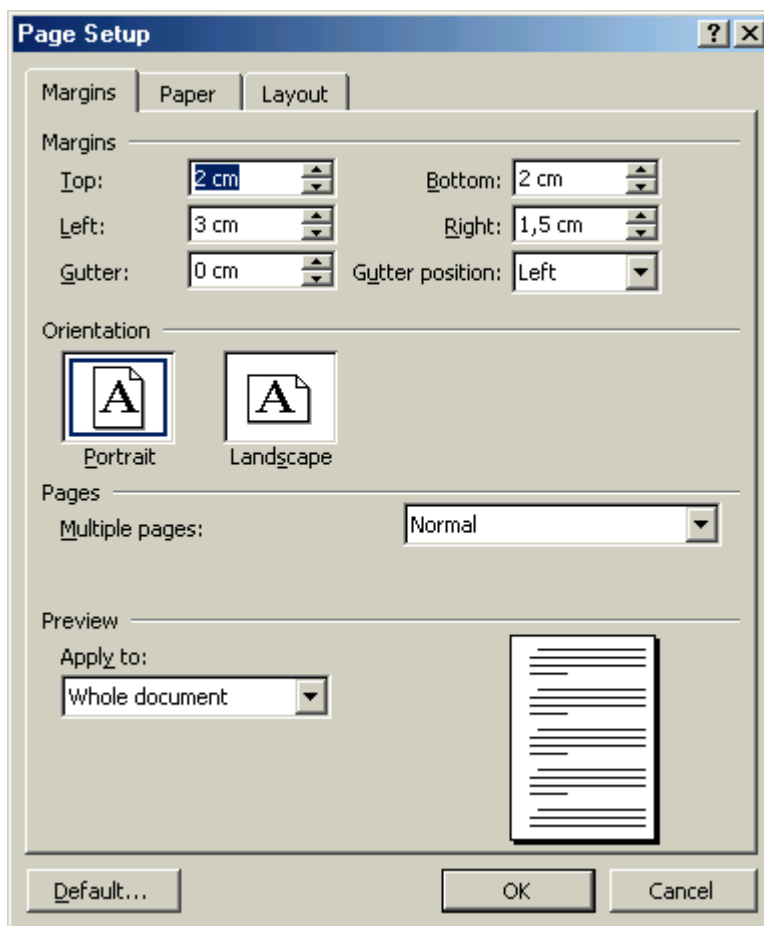 Page Setup
Margins Paper Layout
Margins
Top: 2 cm Bottom: 2 cm
Left: 3 cm Right: 1,5 cm
Gutter: 0 cm Gutter position: Left
Orientation
A A
Portrait Landscape
Pages
Multiple pages: Normal
Preview
Apply to:
Whole document
Default... OK Cancel